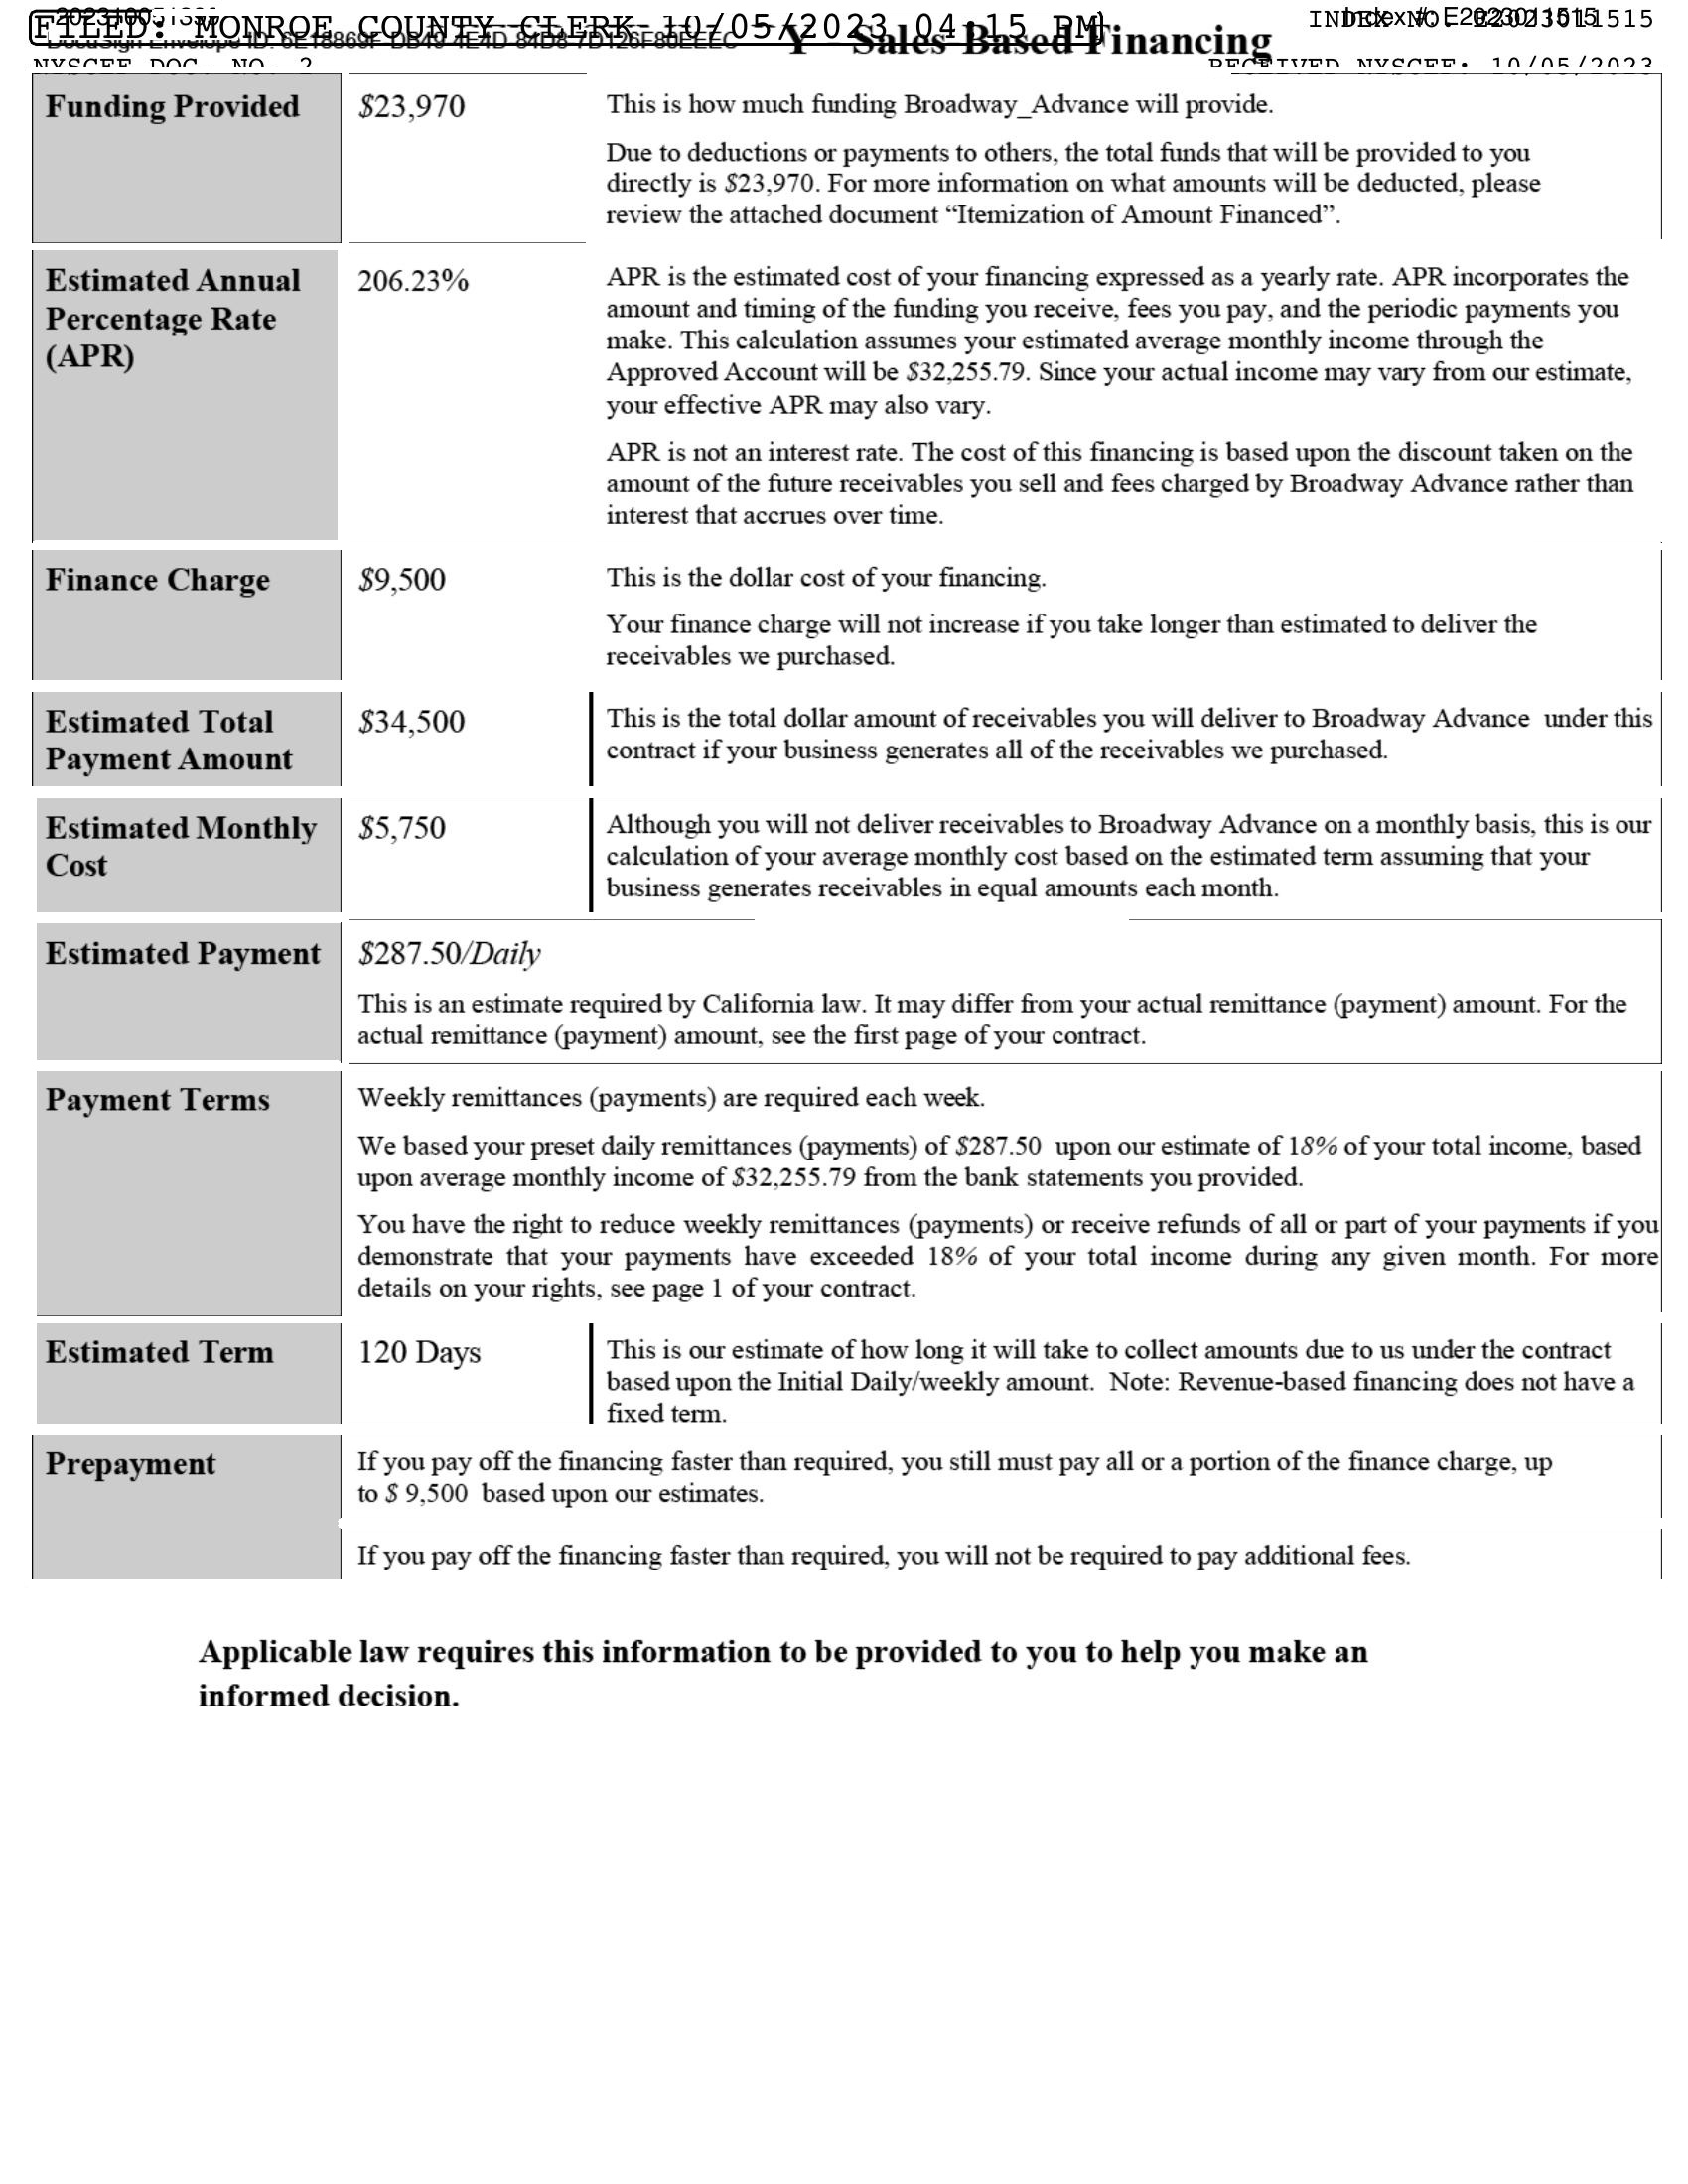 FILED: MONROE COUNTY CLERK 10/05/2023 04:15 PM
INDEX NO. E2023011515
Index #: E2023011515
DocuSign Envelope ID: 6E18869F-DB49-4E4D-84D8-7D126F80EEEC
Sales Based Financing
NYSCEF DOC. NO. 2
RECEIVED NYSCEF: 10/05/2023
Funding Provided
$23,970
This is how much funding Broadway_Advance will provide.
Due to deductions or payments to others, the total funds that will be provided to you
directly is $23,970. For more information on what amounts will be deducted, please
review the attached document “Itemization of Amount Financed”.
Estimated Annual
Percentage Rate
(APR)
206.23%
APR is the estimated cost of your financing expressed as a yearly rate. APR incorporates the
amount and timing of the funding you receive, fees you pay, and the periodic payments you
make. This calculation assumes your estimated average monthly income through the
Approved Account will be $32,255.79. Since your actual income may vary from our estimate,
your effective APR may also vary.
APR is not an interest rate. The cost of this financing is based upon the discount taken on the
amount of the future receivables you sell and fees charged by Broadway Advance rather than
interest that accrues over time.
Finance Charge
$9,500
This is the dollar cost of your financing.
Your finance charge will not increase if you take longer than estimated to deliver the
receivables we purchased.
Estimated Total
Payment Amount
$34,500
This is the total dollar amount of receivables you will deliver to Broadway Advance under this
contract if your business generates all of the receivables we purchased.
Estimated Monthly
Cost
$5,750
Although you will not deliver receivables to Broadway Advance on a monthly basis, this is our
calculation of your average monthly cost based on the estimated term assuming that your
business generates receivables in equal amounts each month.
Estimated Payment
$287.50/Daily
This is an estimate required by California law. It may differ from your actual remittance (payment) amount. For the
actual remittance (payment) amount, see the first page of your contract.
Payment Terms
Weekly remittances (payments) are required each week.
We based your preset daily remittances (payments) of $287.50 upon our estimate of 18% of your total income, based
upon average monthly income of $32,255.79 from the bank statements you provided.
You have the right to reduce weekly remittances (payments) or receive refunds of all or part of your payments if you
demonstrate that your payments have exceeded 18% of your total income during any given month. For more
details on your rights, see page 1 of your contract.
Estimated Term
120 Days
This is our estimate of how long it will take to collect amounts due to us under the contract
based upon the Initial Daily/weekly amount. Note: Revenue-based financing does not have a
fixed term.
Prepayment
If you pay off the financing faster than required, you still must pay all or a portion of the finance charge, up
to $ 9,500 based upon our estimates.
If you pay off the financing faster than required, you will not be required to pay additional fees.
Applicable law requires this information to be provided to you to help you make an
informed decision.